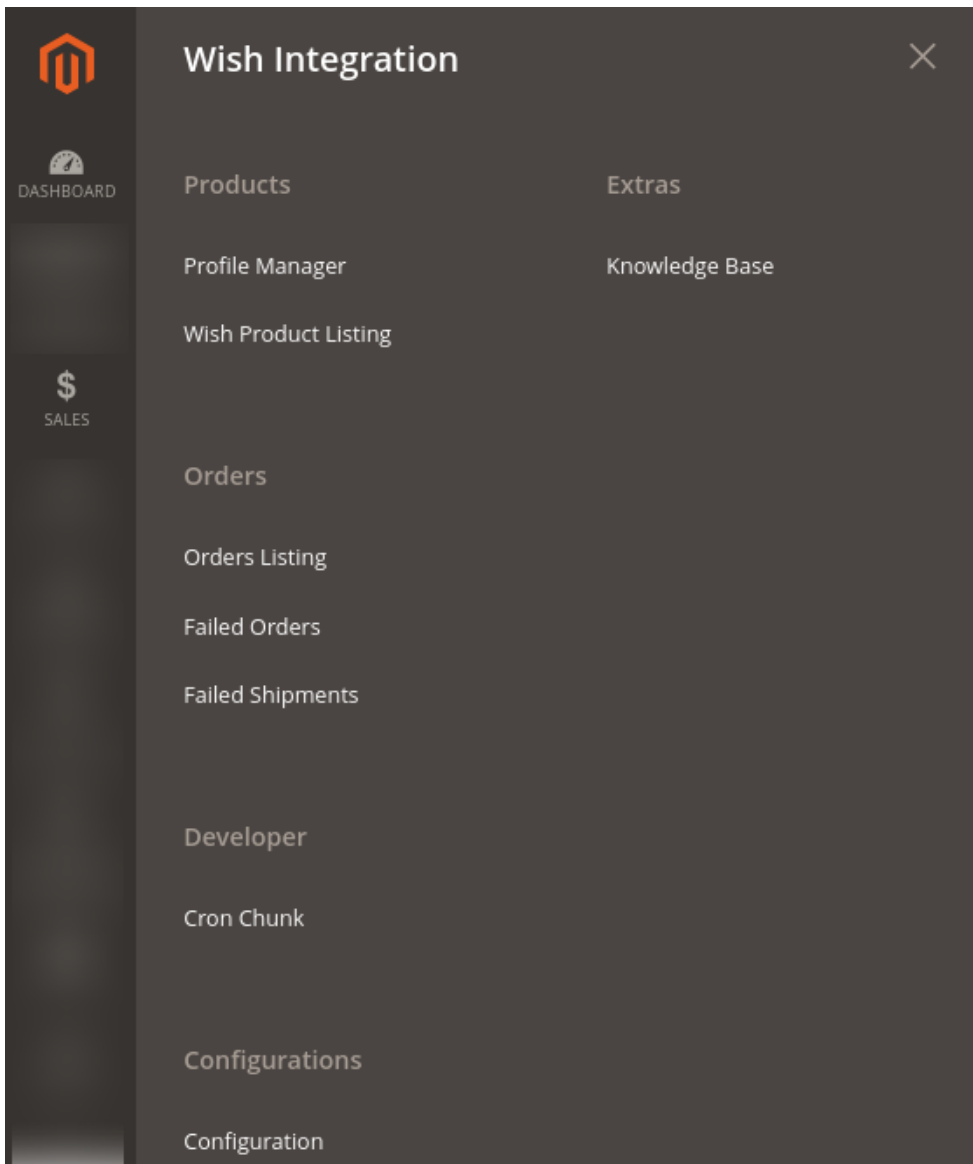 Wish Integration
DASHBOARD
SALES
Products
Profile Manager
Wish Product Listing
Extras
Knowledge Base
Orders
Orders Listing
Failed Orders
Failed Shipments
Developer
Cron Chunk
Configurations
Configuration